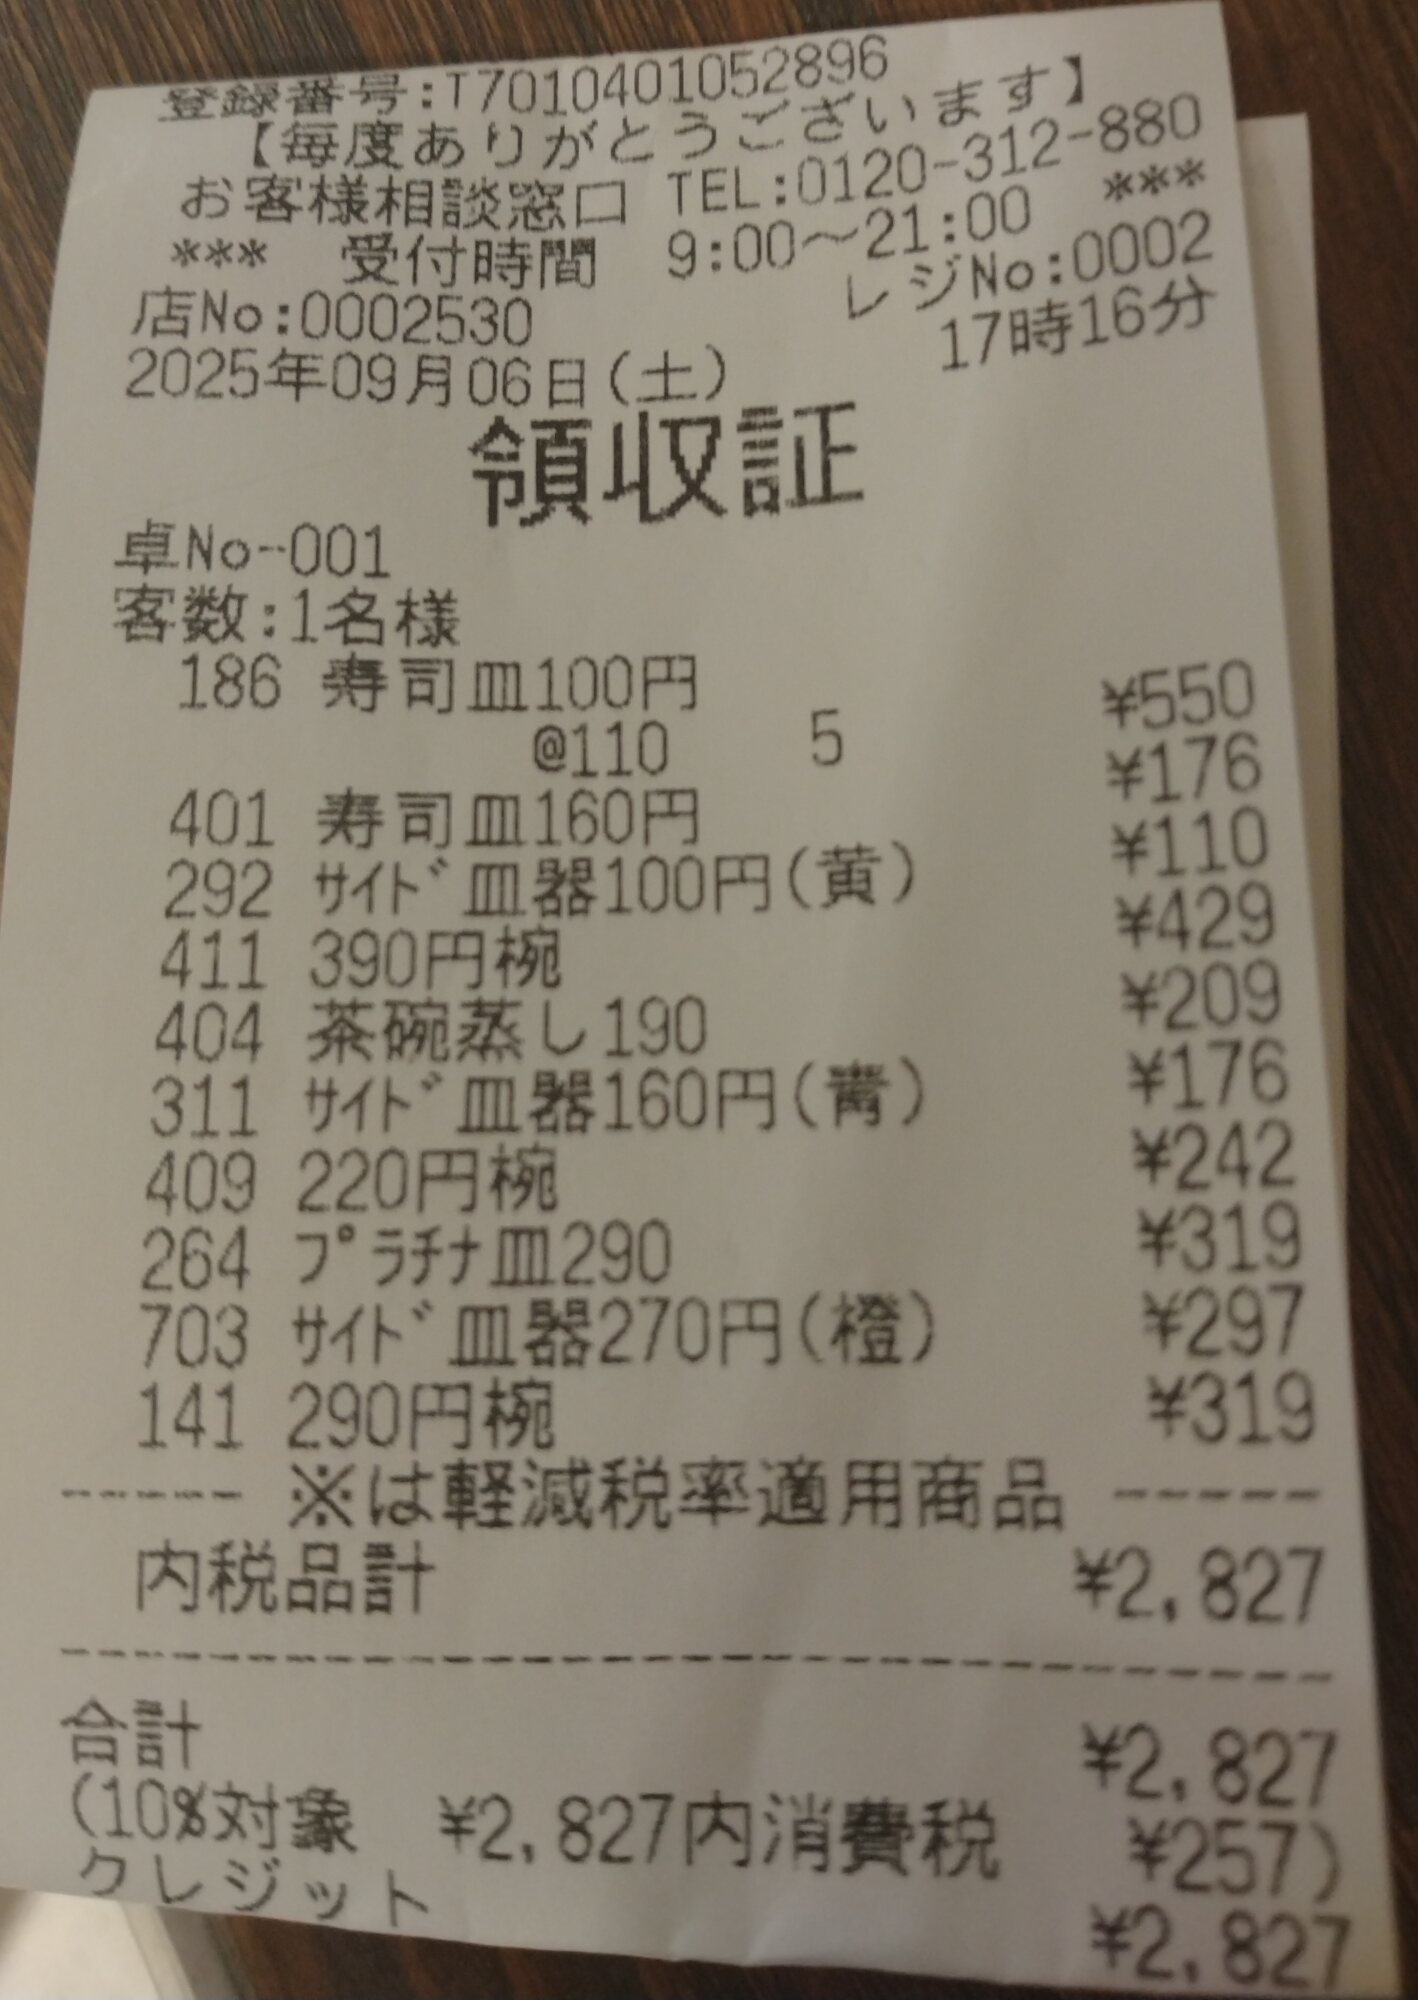 登録番号:T7010401052896
【毎度ありがとうございます】
お客様相談窓口 TEL:0120-312-880
*** 受付時間 9:00〜21:00 ***
店No:0002530 レジNo:0002
2025年09月06日(土) 17時16分
領収証
卓No-001
客数:1名様
186 寿司皿100円 ¥550
@110 5
401 寿司皿160円 ¥176
292 ｻｲﾄﾞ皿器100円(黄) ¥110
411 390円椀 ¥429
404 茶碗蒸し190 ¥209
311 ｻｲﾄﾞ皿器160円(青) ¥176
409 220円椀 ¥242
264 ﾌﾟﾗﾁﾅ皿290 ¥319
703 ｻｲﾄﾞ皿器270円(橙) ¥297
141 290円椀 ¥319
----- ※は軽減税率適用商品 -----
内税品計 ¥2,827
合計 ¥2,827
(10%対象 ¥2,827内消費税 ¥257)
クレジット ¥2,827